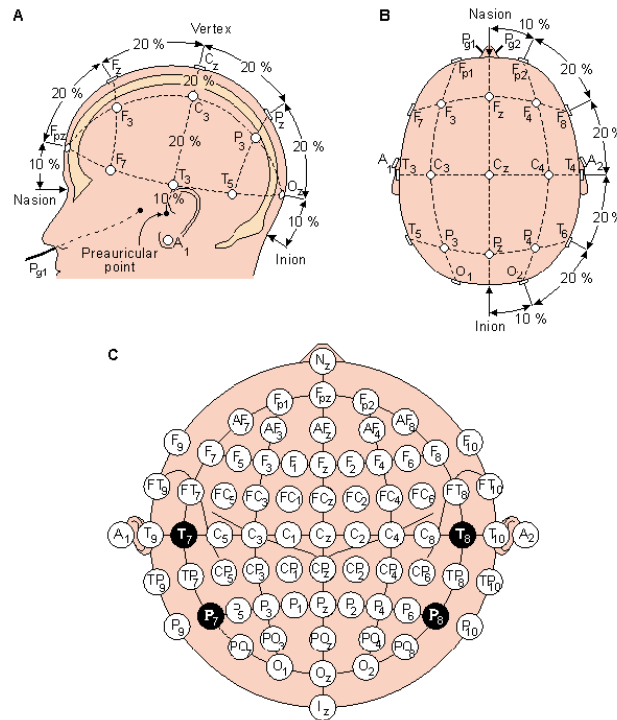 A
Vertex
20 %
20 %
Fz
Cz
20 %
20 %
20 %
F3
C3
Pz
P3
20 %
Fpz
10 %
F7
T3
T5
Oz
Nasion
10 %
10 %
Preauricular
point
A1
Inion
Pg1
B
Nasion
10 %
Pg1
Pg2
Fp1
Fp2
20 %
F7
F3
Fz
F4
F8
20 %
A1
T3
C3
Cz
C4
T4
A2
20 %
T5
P3
Pz
P4
T6
20 %
O1
O2
10 %
Inion
C
Nz
Fp1
Fpz
Fp2
AF7
AF3
AFz
AF4
AF8
F9
F7
F5
F3
F1
Fz
F2
F4
F6
F8
F10
FT9
FT7
FC5
FC3
FC1
FCz
FC2
FC4
FC6
FT8
FT10
A1
T9
T7
C5
C3
C1
Cz
C2
C4
C8
T8
T10
A2
TP9
TP7
CP5
CP3
CP1
CPz
CP2
CP4
CP6
TP8
TP10
P9
P7
P5
P3
P1
Pz
P2
P4
P6
P8
P10
PO7
PO3
POz
PO4
PO8
O1
Oz
O2
Iz